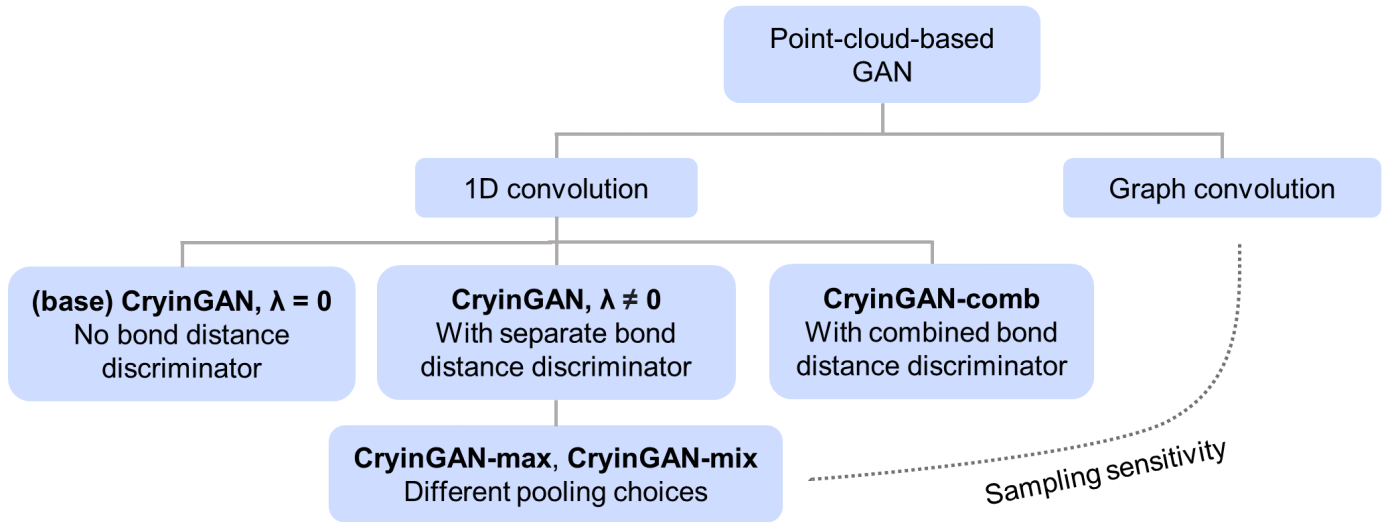 Point-cloud-based
GAN
1D convolution
Graph convolution
(base) CryinGAN, λ = 0
No bond distance
discriminator
CryinGAN, λ ≠ 0
With separate bond
distance discriminator
CryinGAN-comb
With combined bond
distance discriminator
CryinGAN-max, CryinGAN-mix
Different pooling choices
Sampling sensitivity